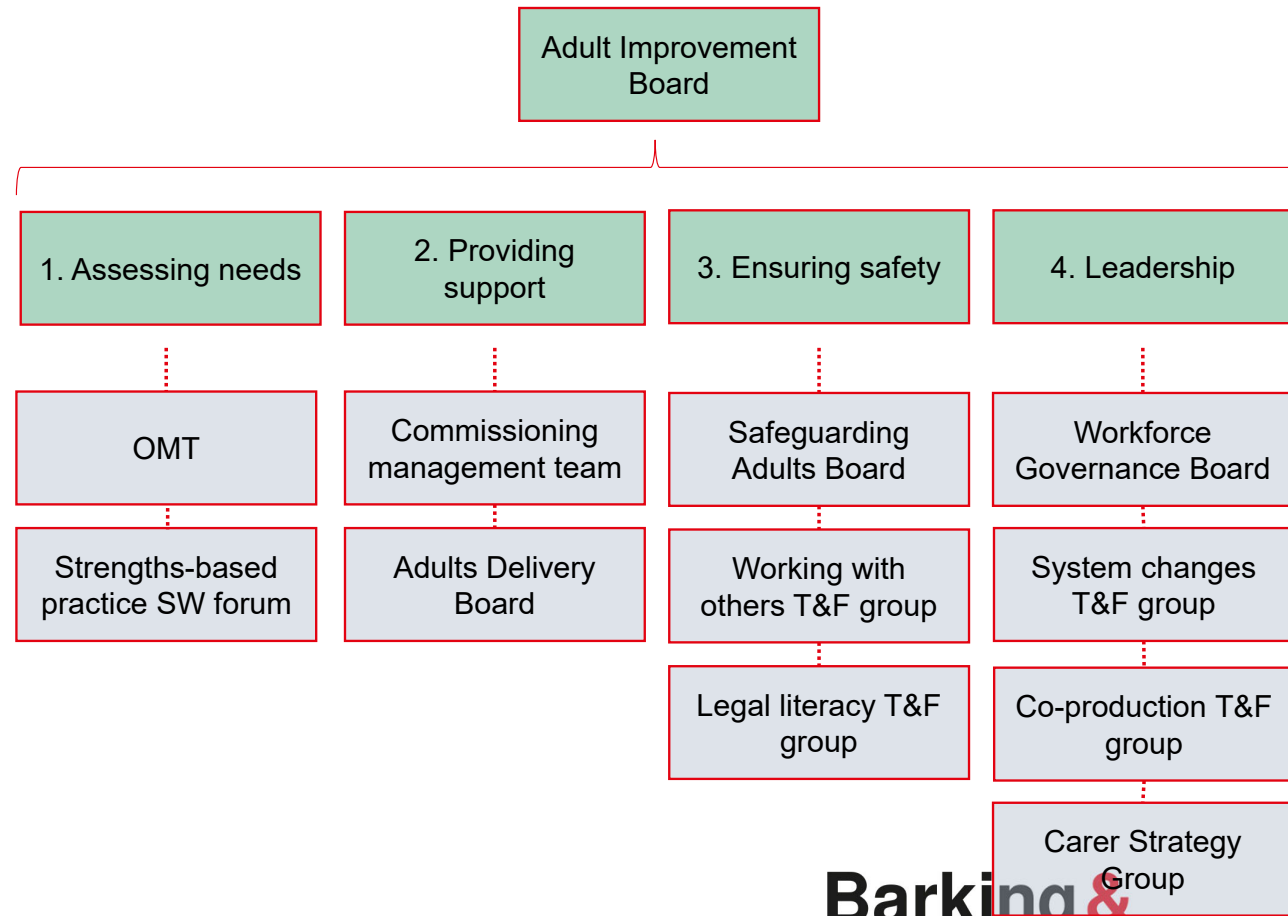 Adult Improvement
Board
1. Assessing needs
2. Providing
support
3. Ensuring safety
4. Leadership
OMT
Commissioning
management team
Safeguarding
Adults Board
Workforce
Governance Board
Strengths-based
practice SW forum
Adults Delivery
Board
Working with
others T&F group
System changes
T&F group
Legal literacy T&F
group
Co-production T&F
group
Carer Strategy
Group
Barking &